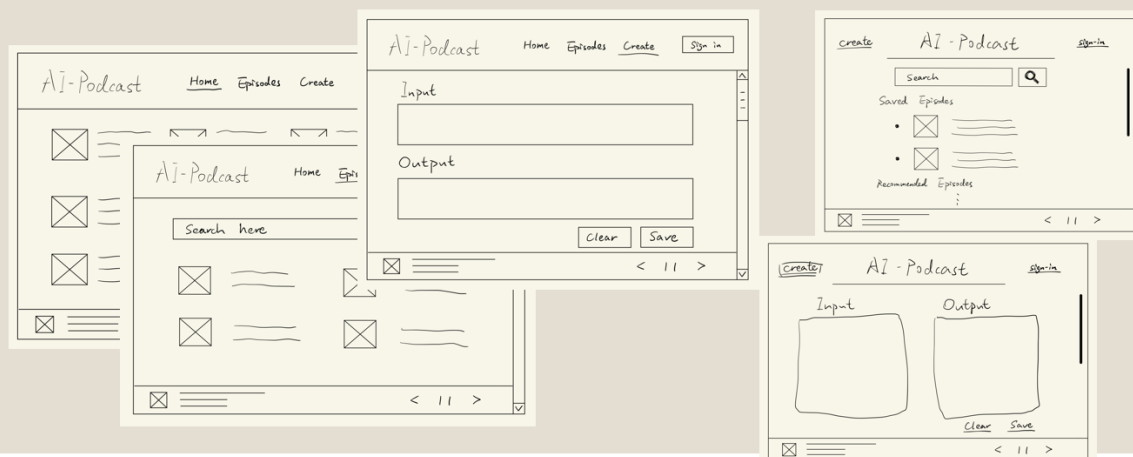 AI-Podcast Home Episodes Create
AI-Podcast Home Epis
Search here
AI-Podcast Home Episodes Create Sign in
Input
Output
Clear Save
create AI-Podcast sign-in
Search
Saved Episodes
Recommended Episodes
create AI-Podcast sign-in
Input Output
Clear Save